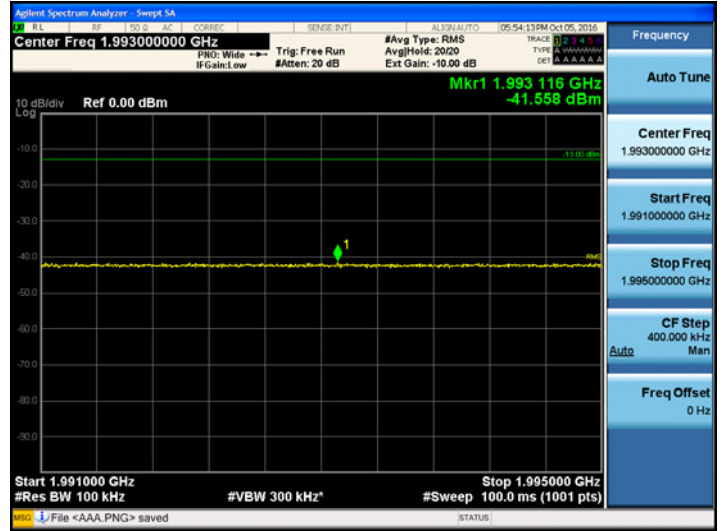 Agilent Spectrum Analyzer - Swept SA
RL RF 50 Ω AC CORREC SENSE:INT ALIGN AUTO 05:54:13 PM Oct 05, 2016
Center Freq 1.993000000 GHz
PNO: Wide
IFGain:Low
Trig: Free Run
#Atten: 20 dB
#Avg Type: RMS
Avg|Hold: 20/20
Ext Gain: -10.00 dB
TRACE 1 2 3 4 5 6
TYPE A WWWWW
DET A A A A A A
Frequency
Mkr1 1.993 116 GHz
-41.558 dBm
10 dB/div Ref 0.00 dBm
Log
-10.0
-13.00 dBm
-20.0
-30.0
1
-40.0
RMS
-50.0
-60.0
-70.0
-80.0
-90.0
Start 1.991000 GHz
Stop 1.995000 GHz
#Res BW 100 kHz
#VBW 300 kHz*
#Sweep 100.0 ms (1001 pts)
Auto Tune
Center Freq
1.993000000 GHz
Start Freq
1.991000000 GHz
Stop Freq
1.995000000 GHz
CF Step
400.000 kHz
Auto Man
Freq Offset
0 Hz
MSG File <AAA.PNG> saved
STATUS